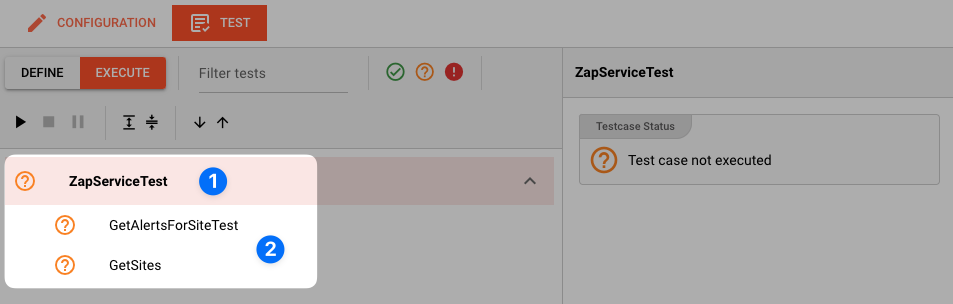 CONFIGURATION
TEST
DEFINE
EXECUTE
Filter tests
ZapServiceTest
Testcase Status
Test case not executed
ZapServiceTest
1
GetAlertsForSiteTest
2
GetSites